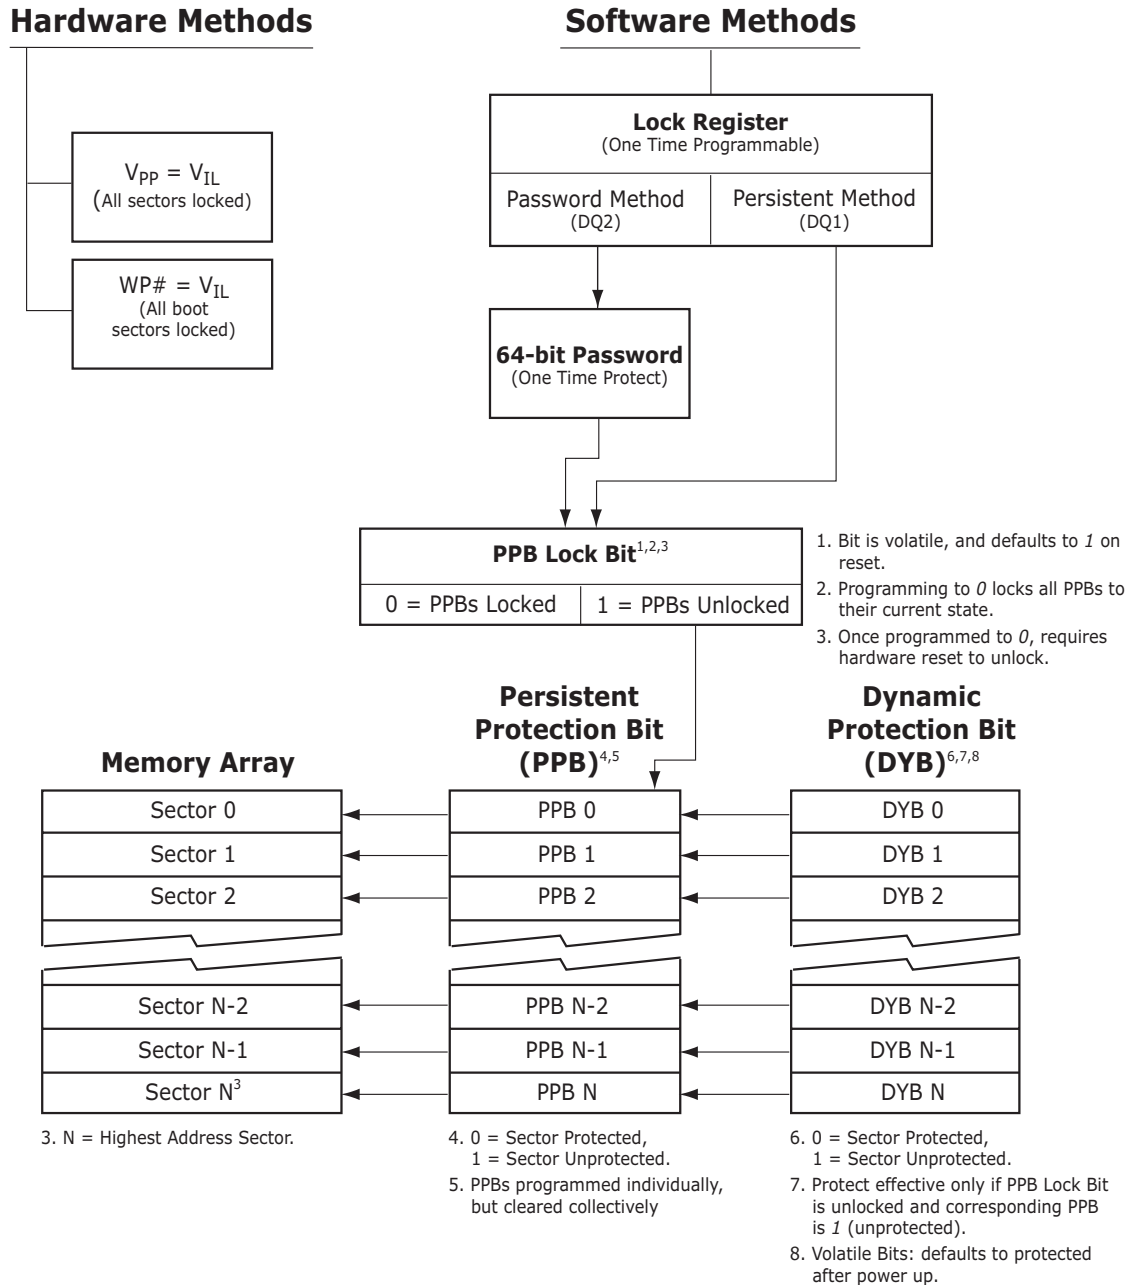 Hardware Methods
Software Methods
V_PP = V_IL
(All sectors locked)
WP# = V_IL
(All boot
sectors locked)
Lock Register
(One Time Programmable)
Password Method
(DQ2)
Persistent Method
(DQ1)
64-bit Password
(One Time Protect)
PPB Lock Bit1,2,3
0 = PPBs Locked
1 = PPBs Unlocked
1. Bit is volatile, and defaults to 1 on
reset.
2. Programming to 0 locks all PPBs to
their current state.
3. Once programmed to 0, requires
hardware reset to unlock.
Memory Array
Persistent
Protection Bit
(PPB)4,5
Dynamic
Protection Bit
(DYB)6,7,8
Sector 0
PPB 0
DYB 0
Sector 1
PPB 1
DYB 1
Sector 2
PPB 2
DYB 2
Sector N-2
PPB N-2
DYB N-2
Sector N-1
PPB N-1
DYB N-1
Sector N3
PPB N
DYB N
3. N = Highest Address Sector.
4. 0 = Sector Protected,
1 = Sector Unprotected.
5. PPBs programmed individually,
but cleared collectively
6. 0 = Sector Protected,
1 = Sector Unprotected.
7. Protect effective only if PPB Lock Bit
is unlocked and corresponding PPB
is 1 (unprotected).
8. Volatile Bits: defaults to protected
after power up.